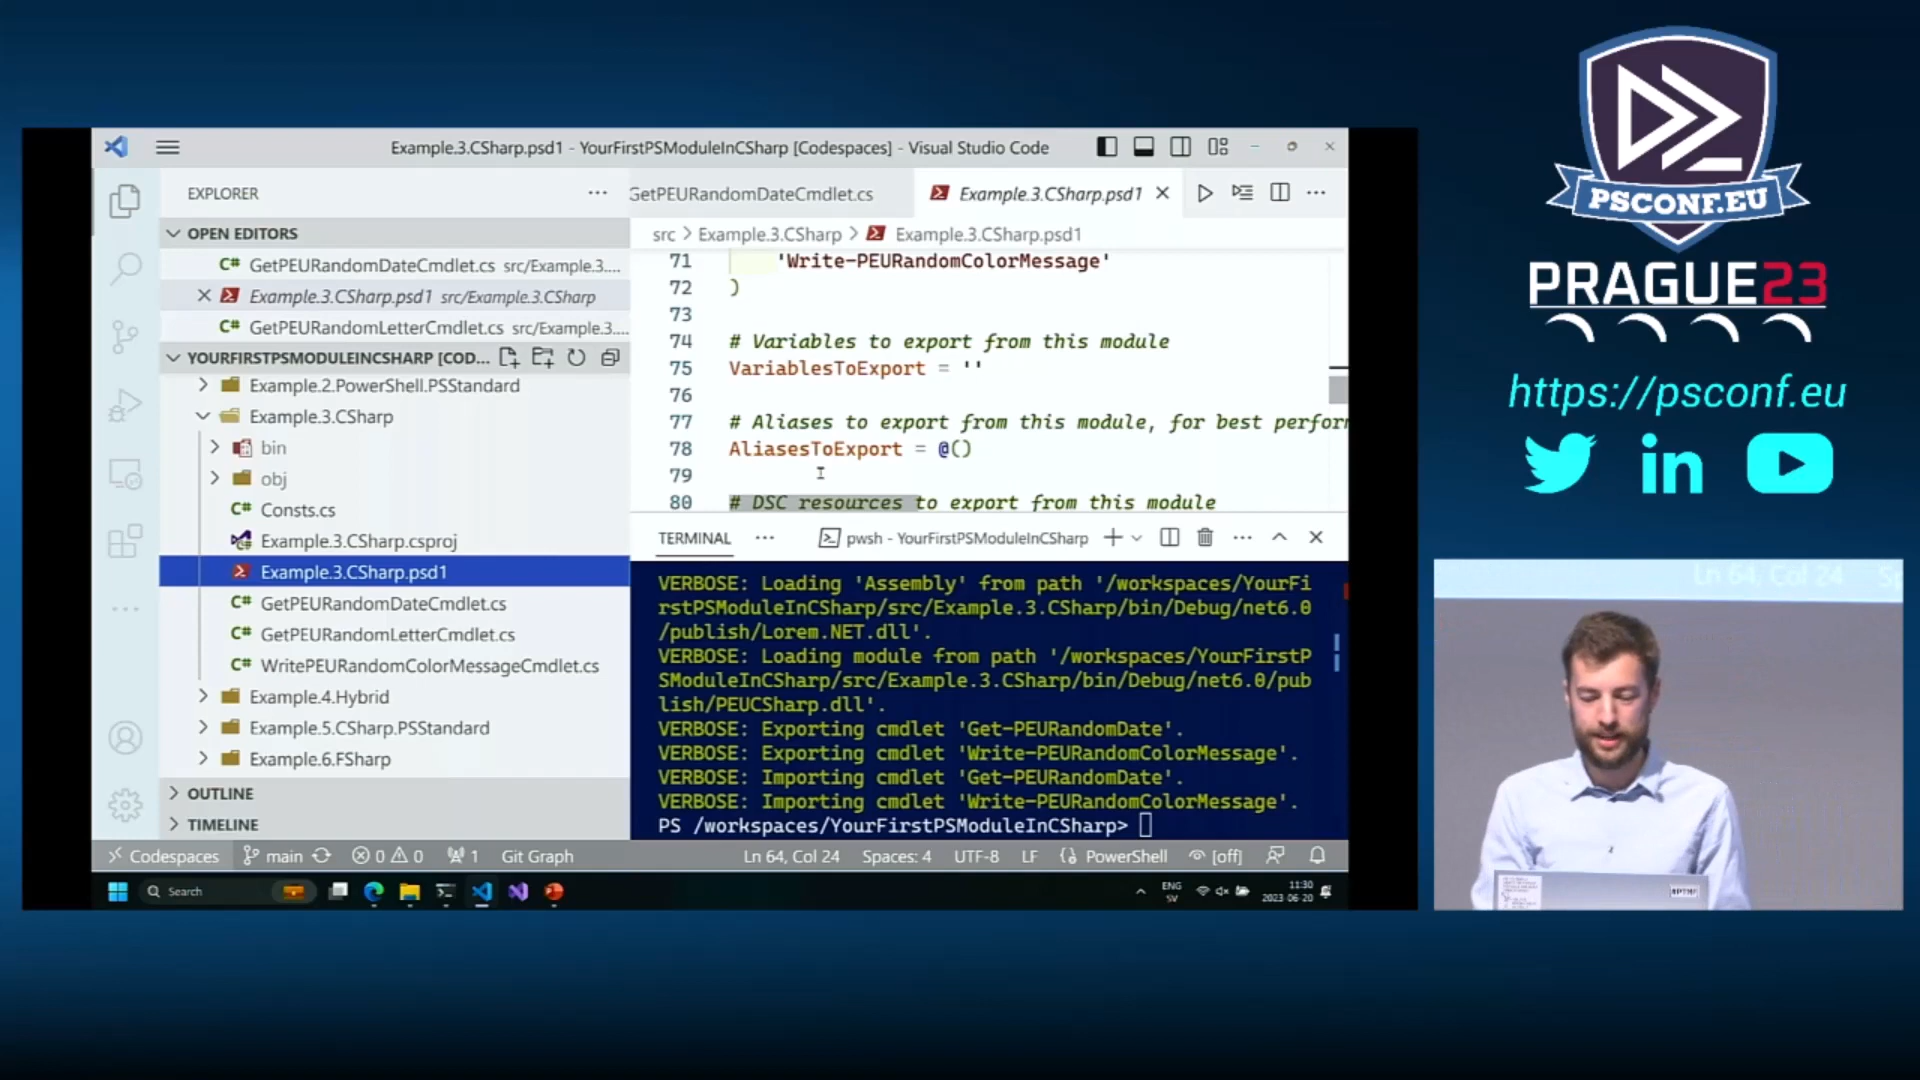 Example.3.CSharp.psd1 - YourFirstPSModuleInCSharp [Codespaces] - Visual Studio Code
EXPLORER
OPEN EDITORS
GetPEURandomDateCmdlet.cs src/Example.3....
Example.3.CSharp.psd1 src/Example.3.CSharp
GetPEURandomLetterCmdlet.cs src/Example.3....
YOURFIRSTPSMODULEINCSHARP [COD...
Example.2.PowerShell.PSStandard
Example.3.CSharp
bin
obj
C# Consts.cs
Example.3.CSharp.csproj
Example.3.CSharp.psd1
C# GetPEURandomDateCmdlet.cs
C# GetPEURandomLetterCmdlet.cs
C# WritePEURandomColorMessageCmdlet.cs
Example.4.Hybrid
Example.5.CSharp.PSStandard
Example.6.FSharp
OUTLINE
TIMELINE
GetPEURandomDateCmdlet.cs
Example.3.CSharp.psd1
src > Example.3.CSharp > Example.3.CSharp.psd1
71 'Write-PEURandomColorMessage'
72 )
73
74 # Variables to export from this module
75 VariablesToExport = ''
76
77 # Aliases to export from this module, for best perfor
78 AliasesToExport = @()
79
80 # DSC resources to export from this module
TERMINAL ... pwsh - YourFirstPSModuleInCSharp
VERBOSE: Loading 'Assembly' from path '/workspaces/YourFi
rstPSModuleInCSharp/src/Example.3.CSharp/bin/Debug/net6.0
/publish/Lorem.NET.dll'.
VERBOSE: Loading module from path '/workspaces/YourFirstP
SModuleInCSharp/src/Example.3.CSharp/bin/Debug/net6.0/pub
lish/PEUCSharp.dll'.
VERBOSE: Exporting cmdlet 'Get-PEURandomDate'.
VERBOSE: Exporting cmdlet 'Write-PEURandomColorMessage'.
VERBOSE: Importing cmdlet 'Get-PEURandomDate'.
VERBOSE: Importing cmdlet 'Write-PEURandomColorMessage'.
PS /workspaces/YourFirstPSModuleInCSharp>
Codespaces main 0 0 1 Git Graph Ln 64, Col 24 Spaces: 4 UTF-8 LF PowerShell [off]
Search
ENG
SV
11:30
2023-06-20
PSCONF.EU
PRAGUE23
https://psconf.eu
in
Ln 64, Col 24